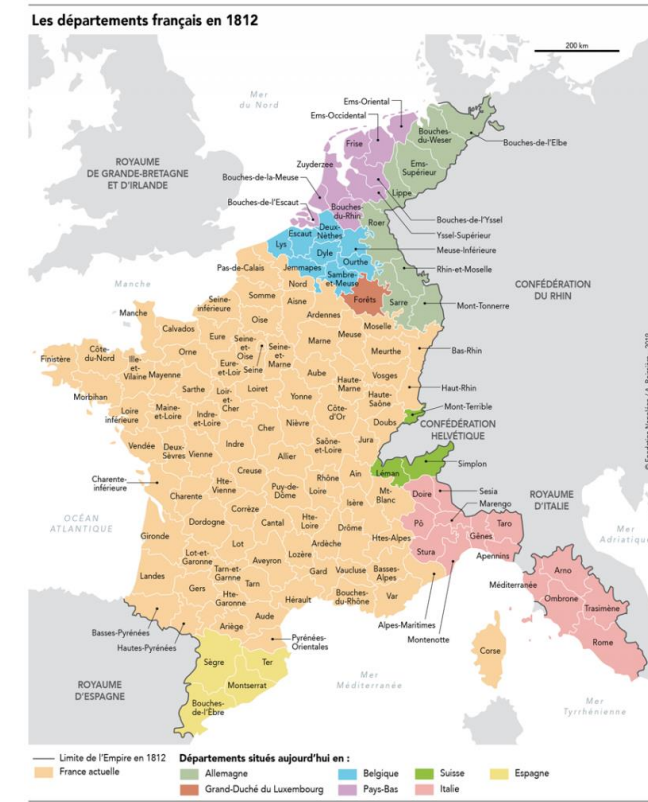 Les départements français en 1812
200 km
Mer
du Nord
ROYAUME
DE GRANDE-BRETAGNE
ET D'IRLANDE
Ems-Oriental
Ems-Occidental
Frise
Bouches-
du-Weser
Bouches-de-l'Elbe
Ems-
Supérieur
Zuyderzee
Lippe
Bouches-de-la-Meuse
Bouches-de-l'Escaut
Bouches-
du-Rhin
Bouches-de-l'Yssel
Yssel-Supérieur
Roer
Meuse-Inférieure
Deux-
Nèthes
Escaut
Lys
Dyle
Ourthe
Jemmapes
Sambre-
et-Meuse
Rhin-et-Moselle
Forêts
Sarre
Mont-Tonnerre
CONFÉDÉRATION
DU RHIN
Manche
Pas-de-Calais
Nord
Somme
Aisne
Seine-
inférieure
Oise
Ardennes
Manche
Calvados
Eure
Seine-
et-
Oise
Seine-
et-
Marne
Seine
Marne
Meuse
Moselle
Meurthe
Bas-Rhin
Orne
Eure-
et-Loir
Finistère
Côte-
du-Nord
Ille-
et-
Vilaine
Mayenne
Morbihan
Sarthe
Loir-
et-
Cher
Loiret
Yonne
Aube
Haute-
Marne
Vosges
Haut-Rhin
Haute-
Saône
Mont-Terrible
Loire
inférieure
Maine-
et-Loire
Indre-
et-Loire
Cher
Nièvre
Côte-
d'Or
Doubs
CONFÉDÉRATION
HELVÉTIQUE
Vendée
Deux-
Sèvres
Vienne
Indre
Allier
Saône-
et-Loire
Jura
Simplon
Léman
Charente-
inférieure
Charente
Hte-
Vienne
Creuse
Puy-de-
Dôme
Rhône
Loire
Ain
Mt-
Blanc
Isère
Doire
Sesia
Marengo
ROYAUME
D'ITALIE
OCÉAN
ATLANTIQUE
Corrèze
Dordogne
Cantal
Hte-
Loire
Drôme
Htes-Alpes
Pô
Taro
Gênes
Stura
Apennins
Mer
Adriatique
Gironde
Lot
Ardèche
Lozère
Aveyron
Lot-et-
Garonne
Tarn-et-
Garnne
Gard
Vaucluse
Basses-
Alpes
Landes
Gers
Tarn
Hte-
Garonne
Hérault
Bouches-
du-Rhône
Var
Méditerranée
Arno
Ombrone
Trasimène
Rome
Alpes-Maritimes
Montenotte
Basses-Pyrénées
Hautes-Pyrénées
Ariège
Aude
Pyrénées-
Orientales
Corse
Sègre
Ter
Montserrat
Bouches-
de-l'Ebre
ROYAUME
D'ESPAGNE
Mer
Méditerranée
Mer
Tyrrhénienne
Limite de l'Empire en 1812
France actuelle
Départements situés aujourd'hui en :
Allemagne
Grand-Duché du Luxembourg
Belgique
Pays-Bas
Suisse
Italie
Espagne